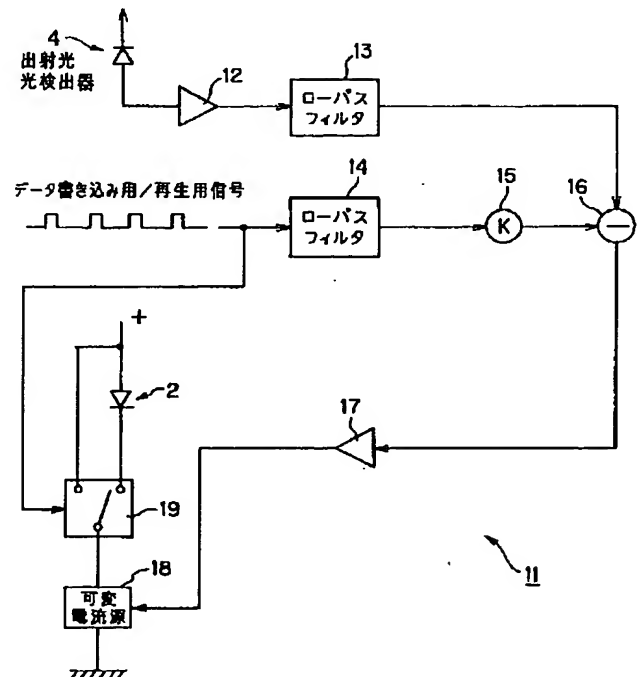 4
出射光
光検出器
12
13
ローパス
フィルタ
データ書き込み用/再生用信号
14
ローパス
フィルタ
15
K
16
−
+
2
17
19
18
可変
電流源
11